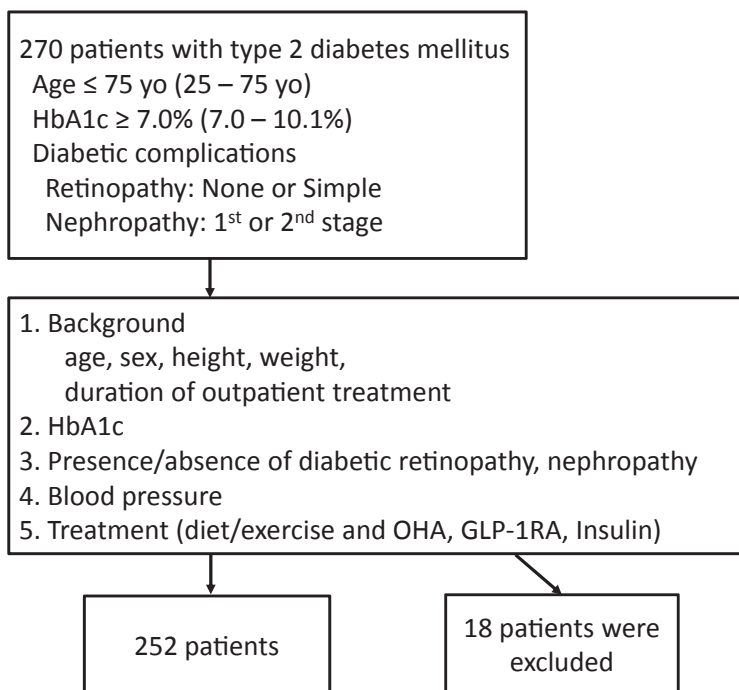 270 patients with type 2 diabetes mellitus
Age ≤ 75 yo (25 – 75 yo)
HbA1c ≥ 7.0% (7.0 – 10.1%)
Diabetic complications
Retinopathy: None or Simple
Nephropathy: 1st or 2nd stage
1. Background
age, sex, height, weight,
duration of outpatient treatment
2. HbA1c
3. Presence/absence of diabetic retinopathy, nephropathy
4. Blood pressure
5. Treatment (diet/exercise and OHA, GLP-1RA, Insulin)
252 patients
18 patients were
excluded